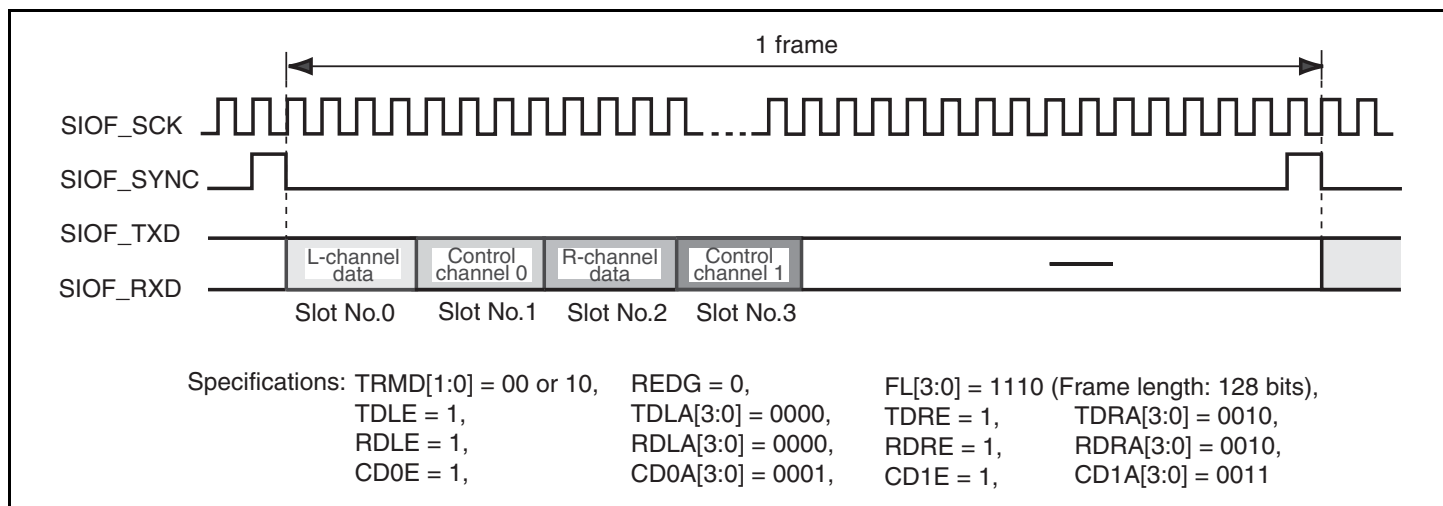 1 frame
SIOF_SCK
SIOF_SYNC
SIOF_TXD
SIOF_RXD
L-channel
data
Control
channel 0
R-channel
data
Control
channel 1
Slot No.0 Slot No.1 Slot No.2 Slot No.3
Specifications: TRMD[1:0] = 00 or 10, REDG = 0, FL[3:0] = 1110 (Frame length: 128 bits),
TDLE = 1, TDLA[3:0] = 0000, TDRE = 1, TDRA[3:0] = 0010,
RDLE = 1, RDLA[3:0] = 0000, RDRE = 1, RDRA[3:0] = 0010,
CD0E = 1, CD0A[3:0] = 0001, CD1E = 1, CD1A[3:0] = 0011